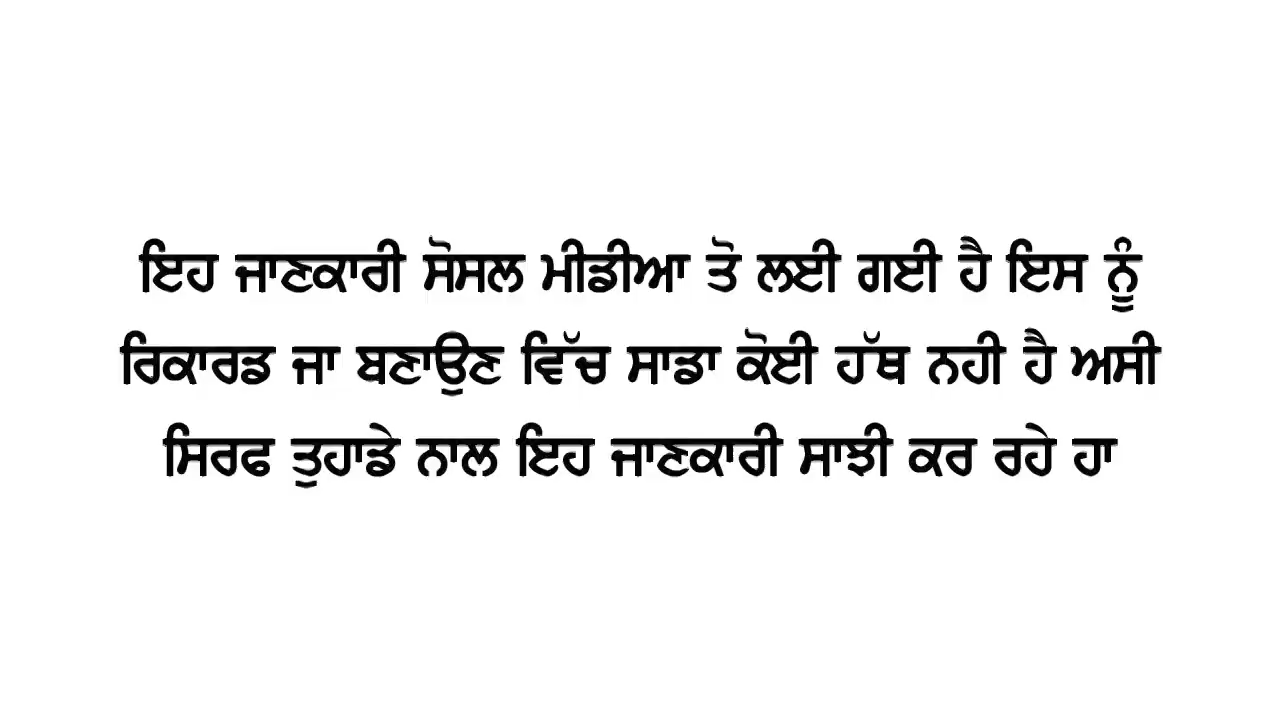 ਇਹ ਜਾਣਕਾਰੀ ਸੋਸਲ ਮੀਡੀਆ ਤੋ ਲਈ ਗਈ ਹੈ ਇਸ ਨੂੰ
ਰਿਕਾਰਡ ਜਾ ਬਣਾਉਣ ਵਿੱਚ ਸਾਡਾ ਕੋਈ ਹੱਥ ਨਹੀ ਹੈ ਅਸੀ
ਸਿਰਫ ਤੁਹਾਡੇ ਨਾਲ ਇਹ ਜਾਣਕਾਰੀ ਸਾਝੀ ਕਰ ਰਹੇ ਹਾ